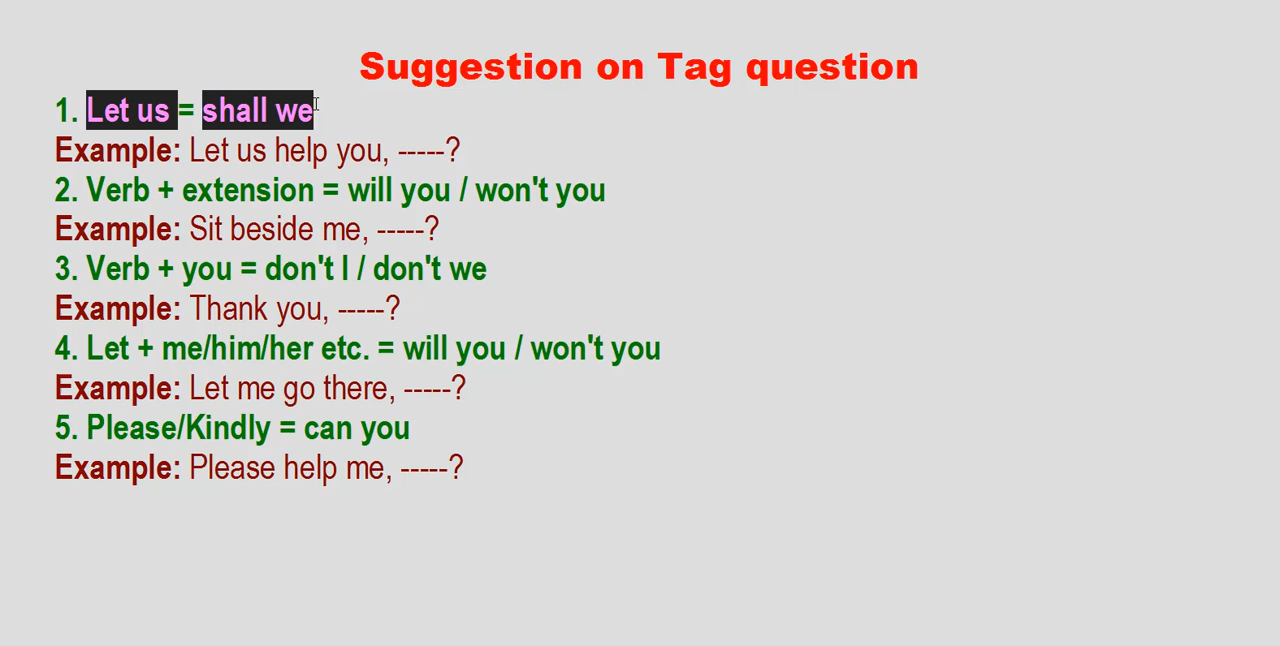 Suggestion on Tag question
1. Let us = shall we
Example: Let us help you, -----?
2. Verb + extension = will you / won't you
Example: Sit beside me, -----?
3. Verb + you = don't I / don't we
Example: Thank you, -----?
4. Let + me/him/her etc. = will you / won't you
Example: Let me go there, -----?
5. Please/Kindly = can you
Example: Please help me, -----?